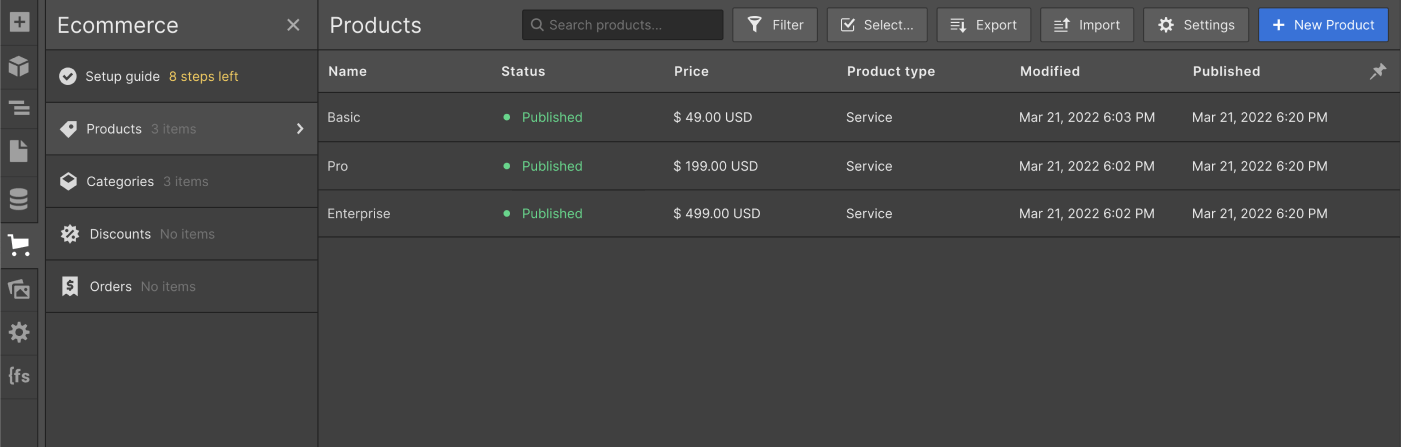 Ecommerce
Products
Search products...
Filter
Select...
Export
Import
Settings
+ New Product
Setup guide 8 steps left
Products 3 items
Categories 3 items
Discounts No items
Orders No items
{fs
Name Status Price Product type Modified Published
Basic Published $ 49.00 USD Service Mar 21, 2022 6:03 PM Mar 21, 2022 6:20 PM
Pro Published $ 199.00 USD Service Mar 21, 2022 6:02 PM Mar 21, 2022 6:20 PM
Enterprise Published $ 499.00 USD Service Mar 21, 2022 6:02 PM Mar 21, 2022 6:20 PM